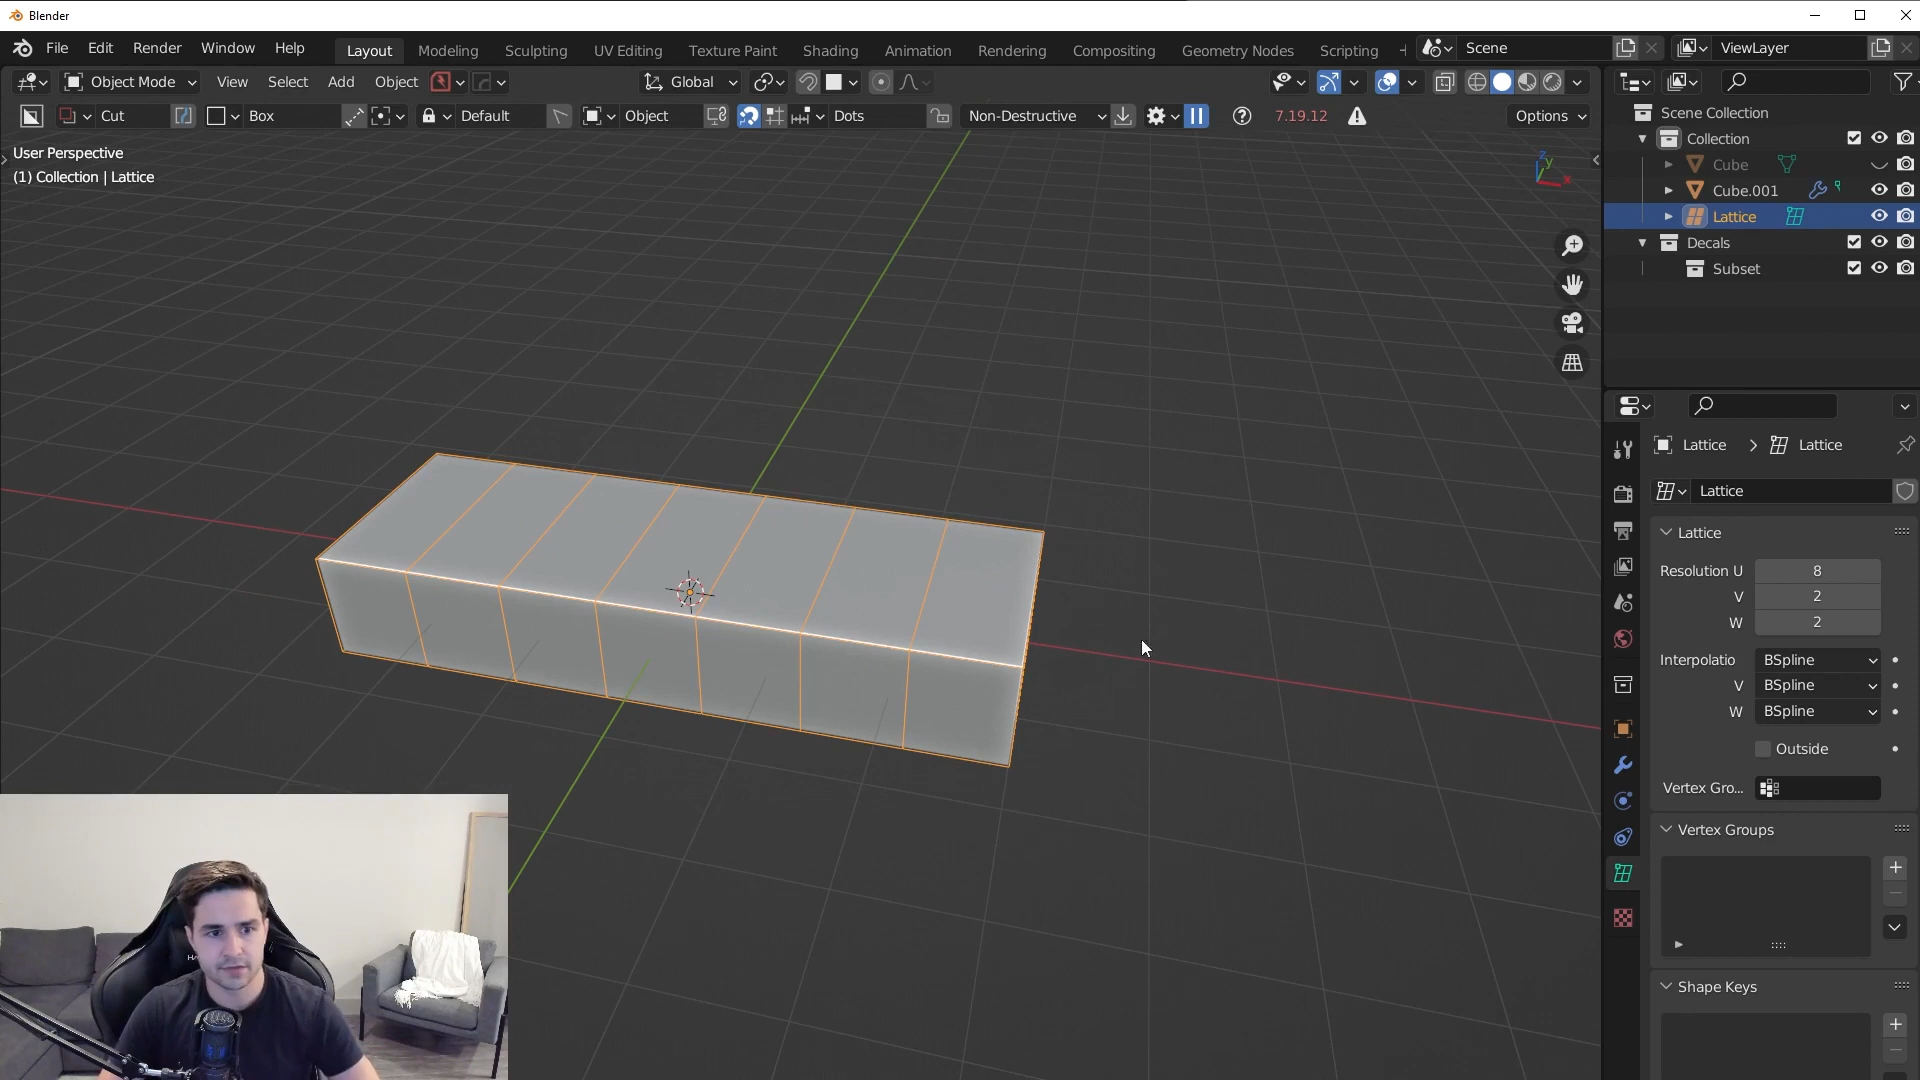 Blender
File Edit Render Window Help Layout Modeling Sculpting UV Editing Texture Paint Shading Animation Rendering Compositing Geometry Nodes Scripting + Scene ViewLayer
Object Mode View Select Add Object Global
Cut Box Default Object Dots Non-Destructive 7.19.12 Options
User Perspective
(1) Collection | Lattice
Z
Y
X
Scene Collection
Collection
Cube
Cube.001
Lattice
Decals
Subset
Lattice > Lattice
Lattice
Lattice
Resolution U 8
V 2
W 2
Interpolatio BSpline
V BSpline
W BSpline
Outside
Vertex Gro...
Vertex Groups
Shape Keys